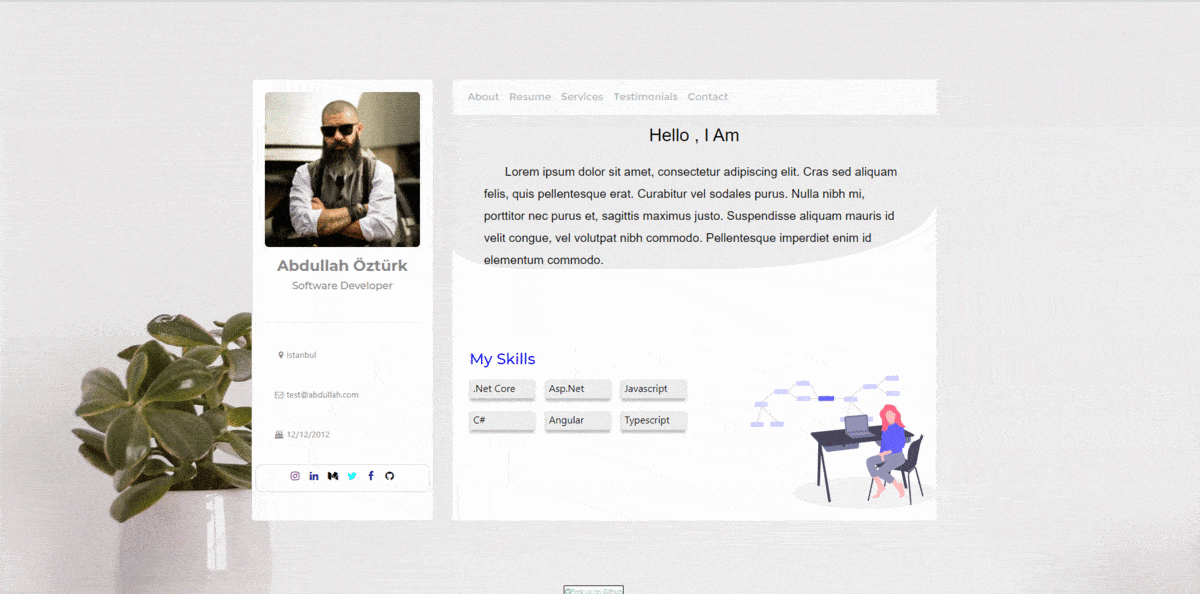 Abdullah Öztürk
Software Developer
Istanbul
test@abdullah.com
12/12/2012
About Resume Services Testimonials Contact
Hello , I Am
Lorem ipsum dolor sit amet, consectetur adipiscing elit. Cras sed aliquam
felis, quis pellentesque erat. Curabitur vel sodales purus. Nulla nibh mi,
porttitor nec purus et, sagittis maximus justo. Suspendisse aliquam mauris id
velit congue, vel volutpat nibh commodo. Pellentesque imperdiet enim id
elementum commodo.
My Skills
.Net Core Asp.Net Javascript
C# Angular Typescript